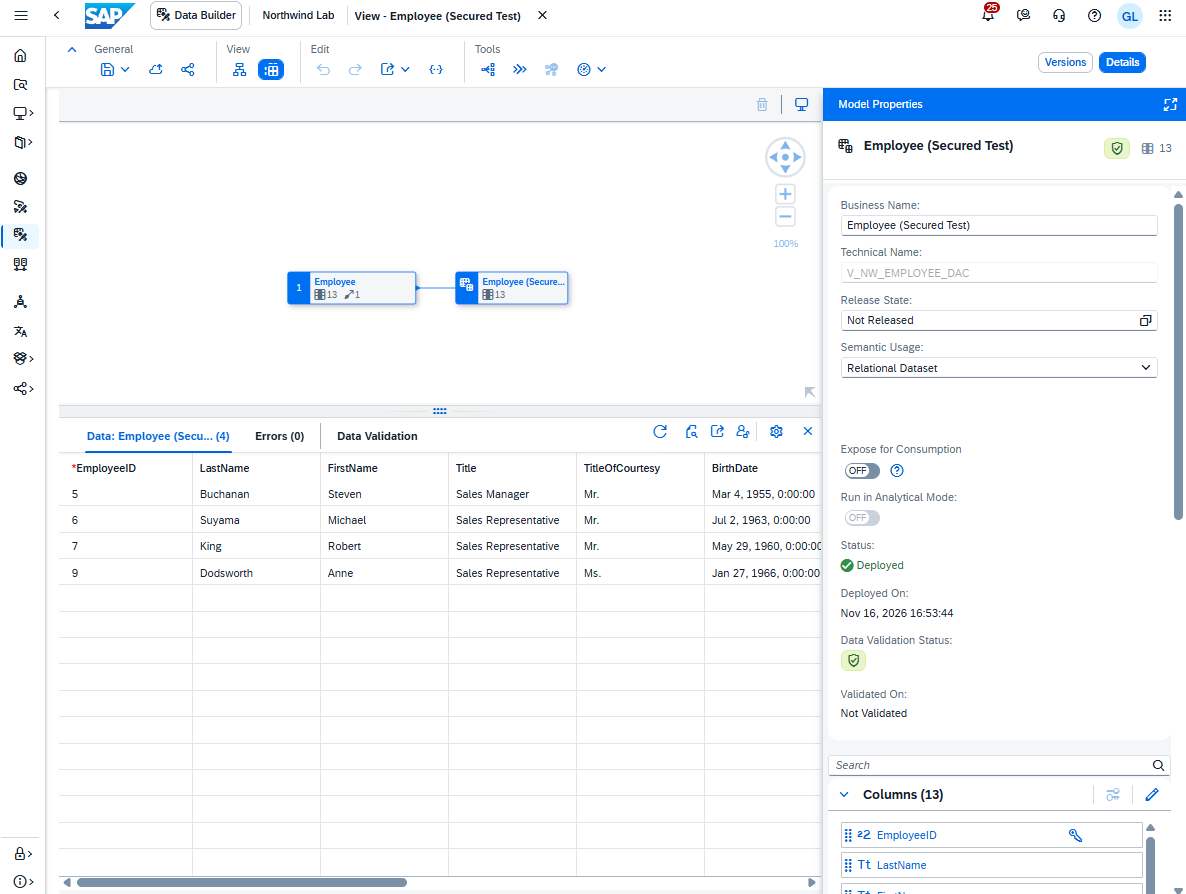 SAP Data Builder Northwind Lab View - Employee (Secured Test) 25 GL
General View Edit Tools
Versions Details
Model Properties
Employee (Secured Test) 13
Business Name:
Employee (Secured Test)
Technical Name:
V_NW_EMPLOYEE_DAC
Release State:
Not Released
Semantic Usage:
Relational Dataset
Expose for Consumption
OFF
Run in Analytical Mode:
OFF
Status:
Deployed
Deployed On:
Nov 16, 2026 16:53:44
Data Validation Status:
Validated On:
Not Validated
Search
Columns (13)
EmployeeID
Tt LastName
100%
1 Employee 13 1
Employee (Secure... 13
Data: Employee (Secu... (4) Errors (0) Data Validation
*EmployeeID LastName FirstName Title TitleOfCourtesy BirthDate
5 Buchanan Steven Sales Manager Mr. Mar 4, 1955, 0:00:00
6 Suyama Michael Sales Representative Mr. Jul 2, 1963, 0:00:00
7 King Robert Sales Representative Mr. May 29, 1960, 0:00:00
9 Dodsworth Anne Sales Representative Ms. Jan 27, 1966, 0:00:00